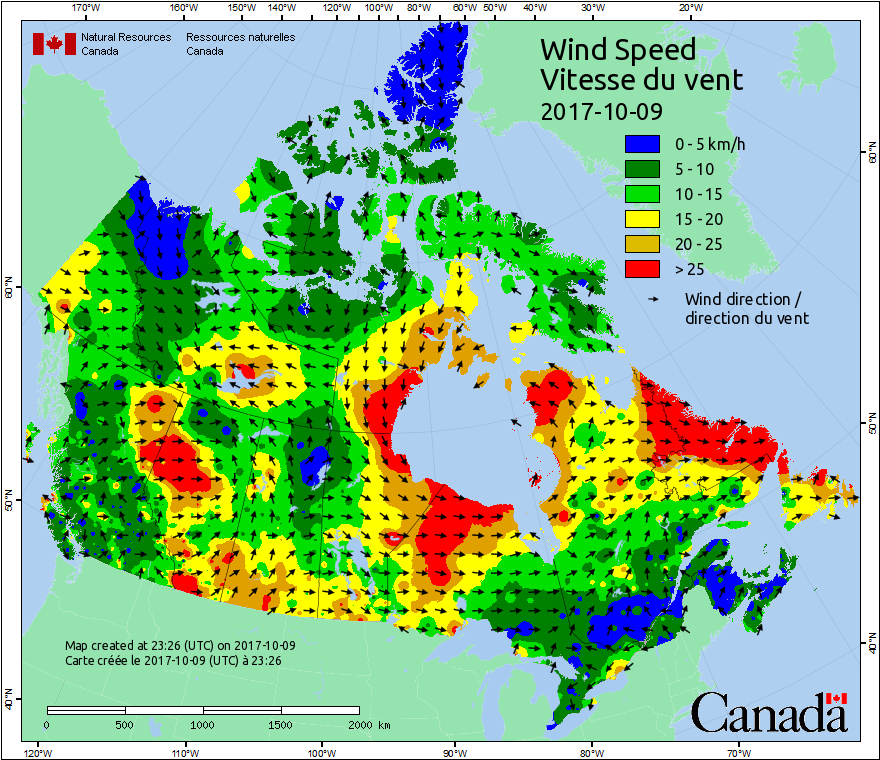 170°W 160°W 150°W 140°W 130°W 120°W 110°W 100°W 90°W 80°W 70°W 60°W 50°W 40°W 30°W 20°W
Natural Resources Ressources naturelles
Canada Canada
Wind Speed
Vitesse du vent
2017-10-09
0 - 5 km/h
5 - 10
10 - 15
15 - 20
20 - 25
> 25
Wind direction /
direction du vent
60°N
60°N
50°N
50°N
40°N
40°N
Map created at 23:26 (UTC) on 2017-10-09
Carte créée le 2017-10-09 (UTC) à 23:26
0 500 1000 1500 2000 km
Canada
120°W 110°W 100°W 90°W 80°W 70°W